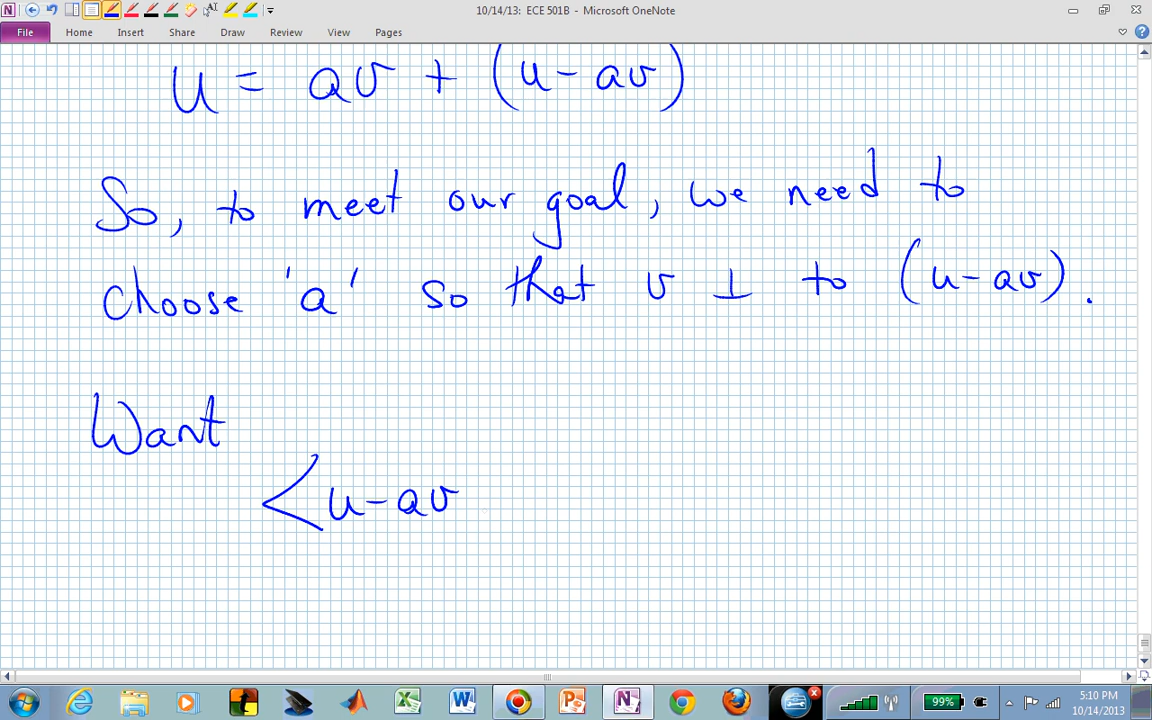 10/14/13: ECE 501B - Microsoft OneNote
File Home Insert Share Draw Review View Pages
u = av + (u - av)
So, to meet our goal, we need to
choose 'a' so that v ⊥ to (u - av).
Want
<u - av
99%
5:10 PM
10/14/2013